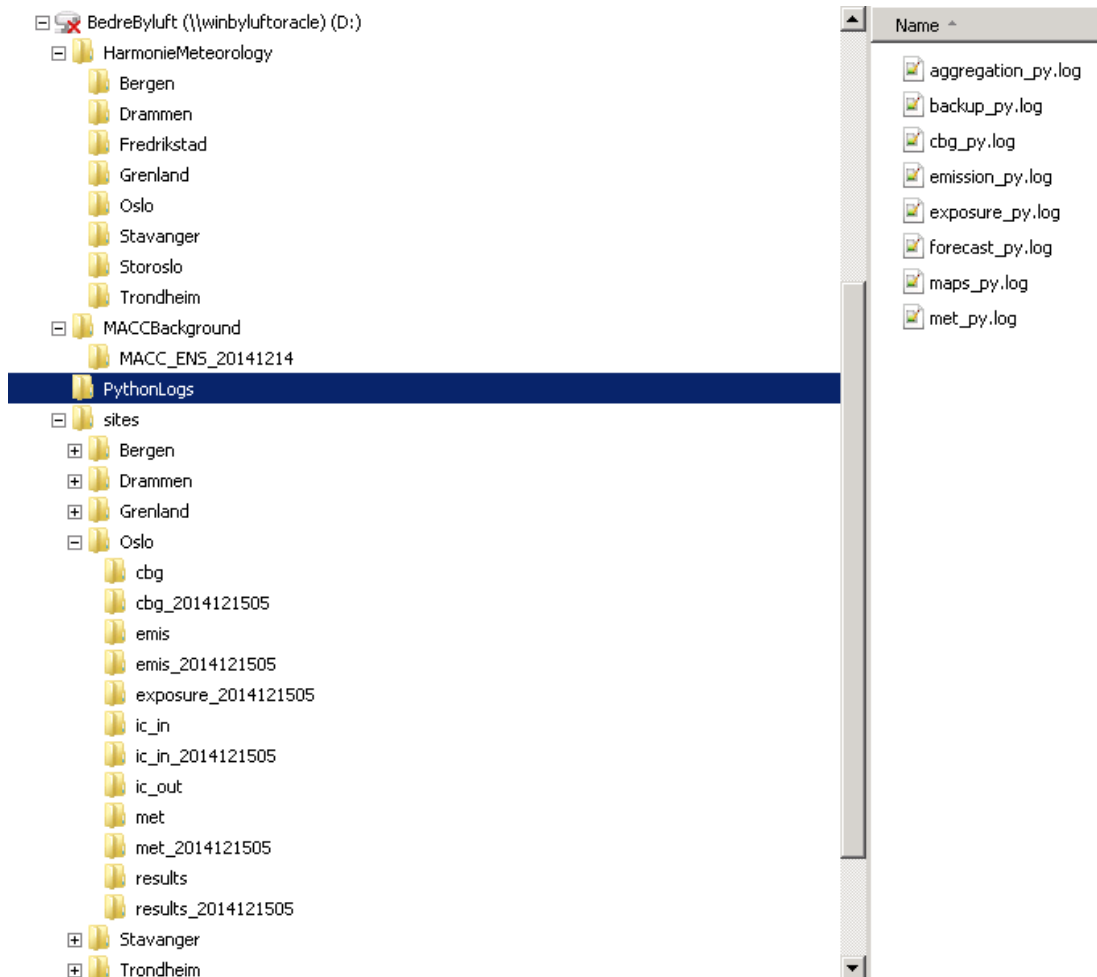 BedreByluft (\\winbyluftoracle) (D:)
HarmonieMeteorology
Bergen
Drammen
Fredrikstad
Grenland
Oslo
Stavanger
Storoslo
Trondheim
MACCBackground
MACC_ENS_20141214
PythonLogs
sites
Bergen
Drammen
Grenland
Oslo
cbg
cbg_2014121505
emis
emis_2014121505
exposure_2014121505
ic_in
ic_in_2014121505
ic_out
met
met_2014121505
results
results_2014121505
Stavanger
Trondheim
Name
aggregation_py.log
backup_py.log
cbg_py.log
emission_py.log
exposure_py.log
forecast_py.log
maps_py.log
met_py.log